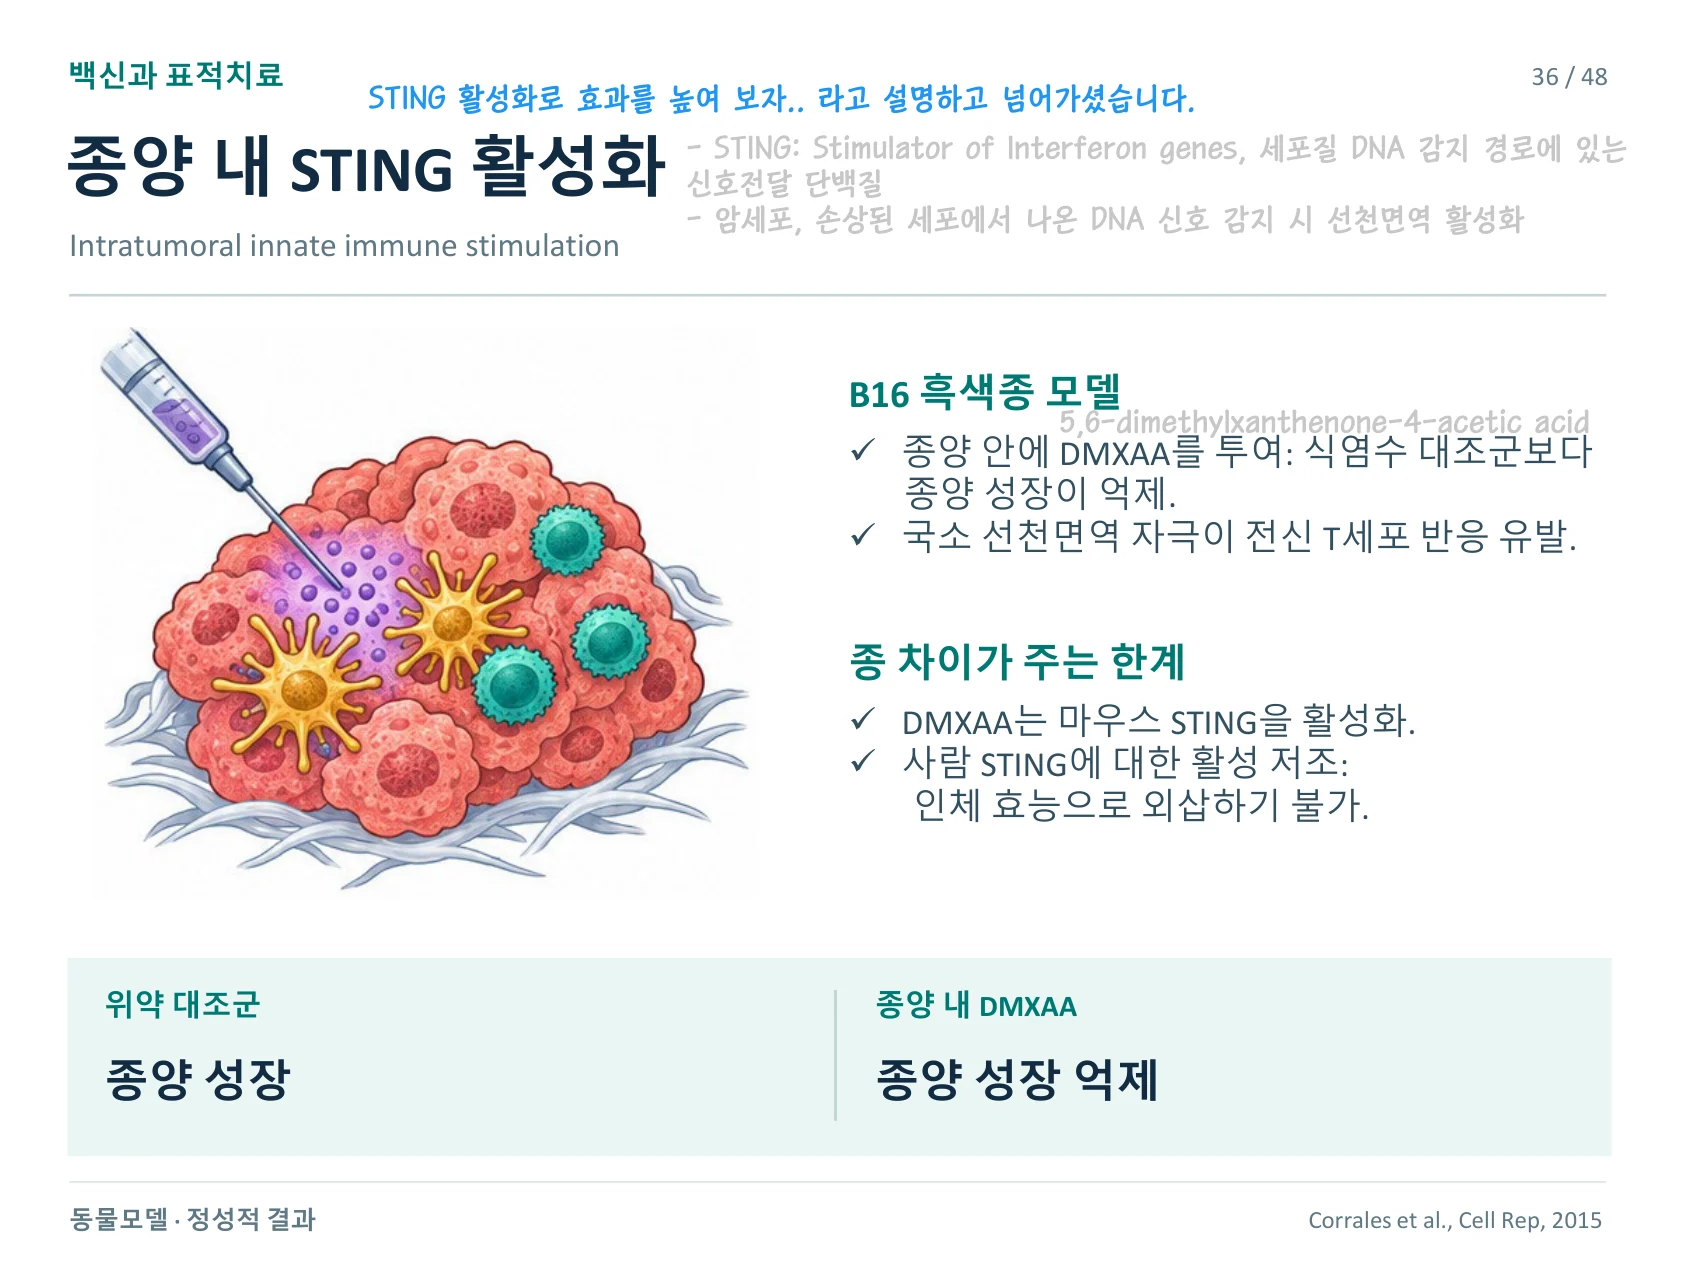 백신과 표적치료
36 / 48
STING 활성화로 효과를 높여 보자.. 라고 설명하고 넘어가셨습니다.
종양 내 STING 활성화
- STING: Stimulator of Interferon genes, 세포질 DNA 감지 경로에 있는
신호전달 단백질
- 암세포, 손상된 세포에서 나온 DNA 신호 감지 시 선천면역 활성화
Intratumoral innate immune stimulation
B16 흑색종 모델
5,6-dimethylxanthenone-4-acetic acid
✓ 종양 안에 DMXAA를 투여: 식염수 대조군보다
종양 성장이 억제.
✓ 국소 선천면역 자극이 전신 T세포 반응 유발.
종 차이가 주는 한계
✓ DMXAA는 마우스 STING을 활성화.
✓ 사람 STING에 대한 활성 저조:
인체 효능으로 외삽하기 불가.
위약 대조군
종양 성장
종양 내 DMXAA
종양 성장 억제
동물모델 · 정성적 결과
Corrales et al., Cell Rep, 2015